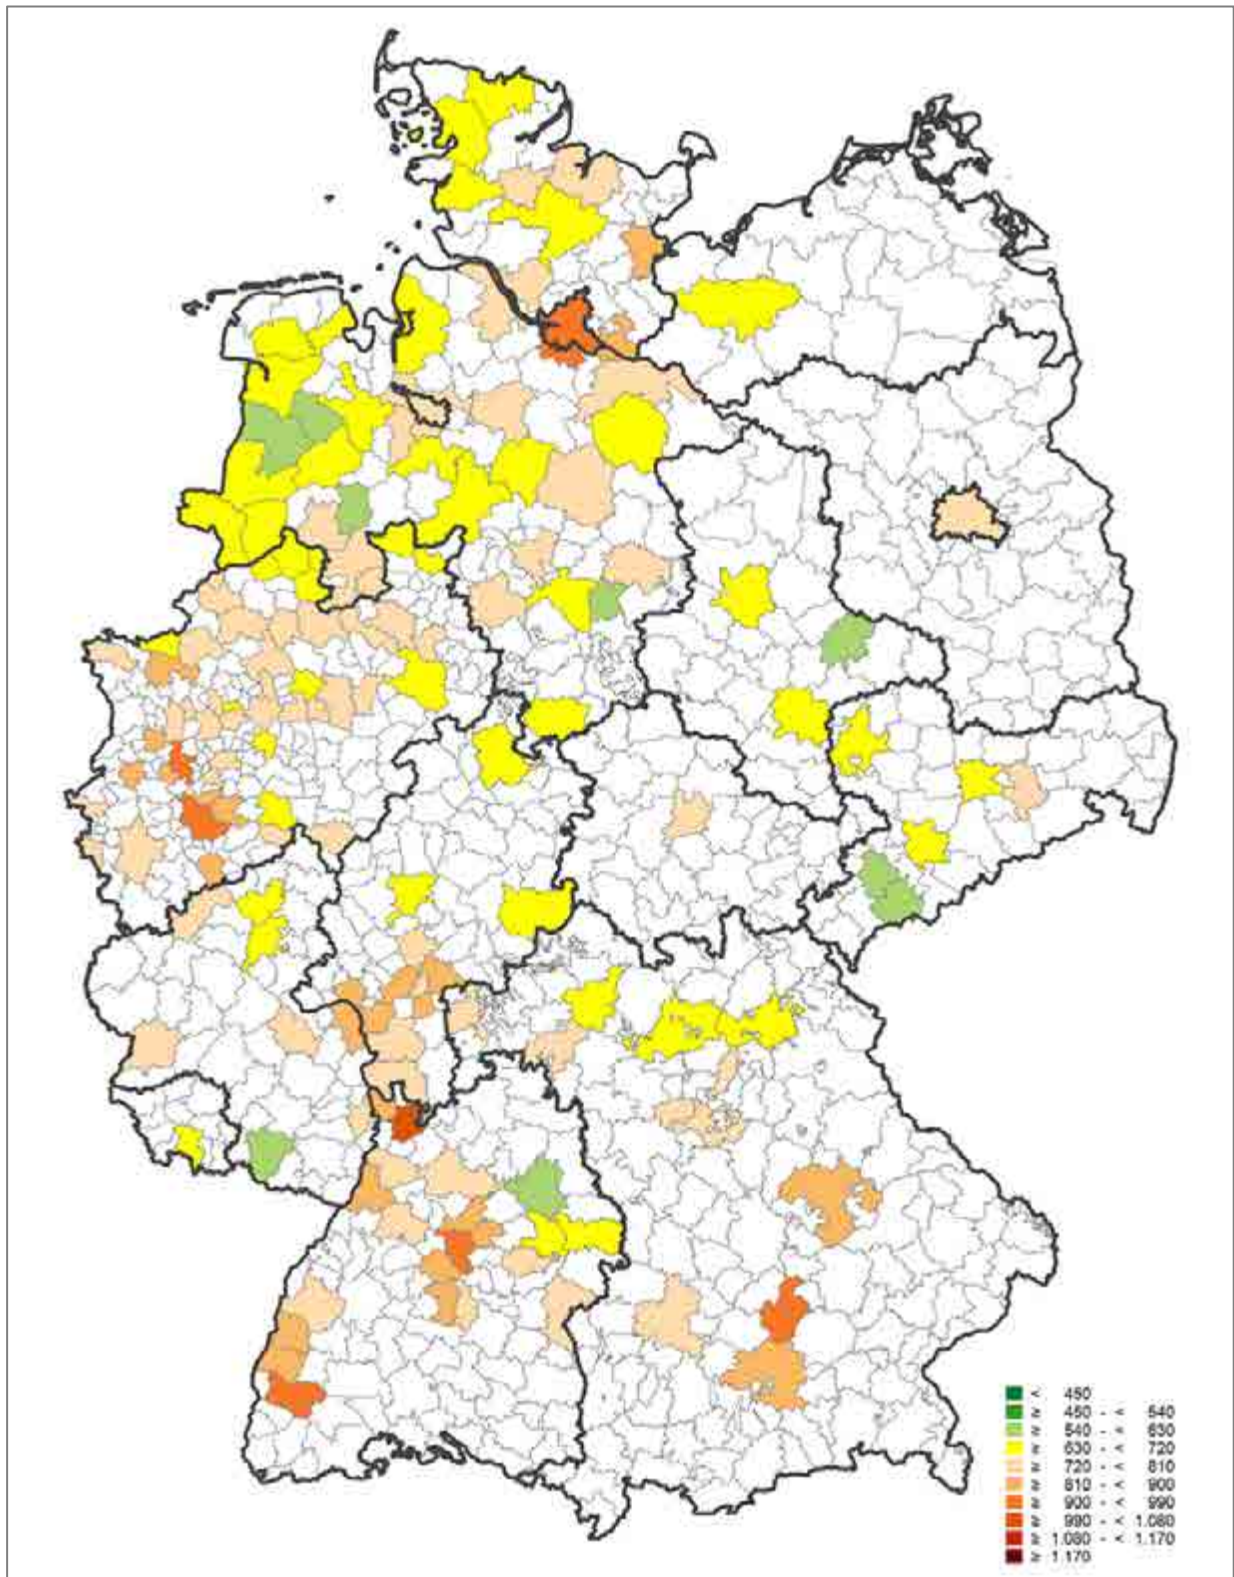 < 450
≥ 450 - < 540
≥ 540 - < 630
≥ 630 - < 720
≥ 720 - < 810
≥ 810 - < 900
≥ 900 - < 990
≥ 990 - < 1.080
≥ 1.080 - < 1.170
≥ 1.170